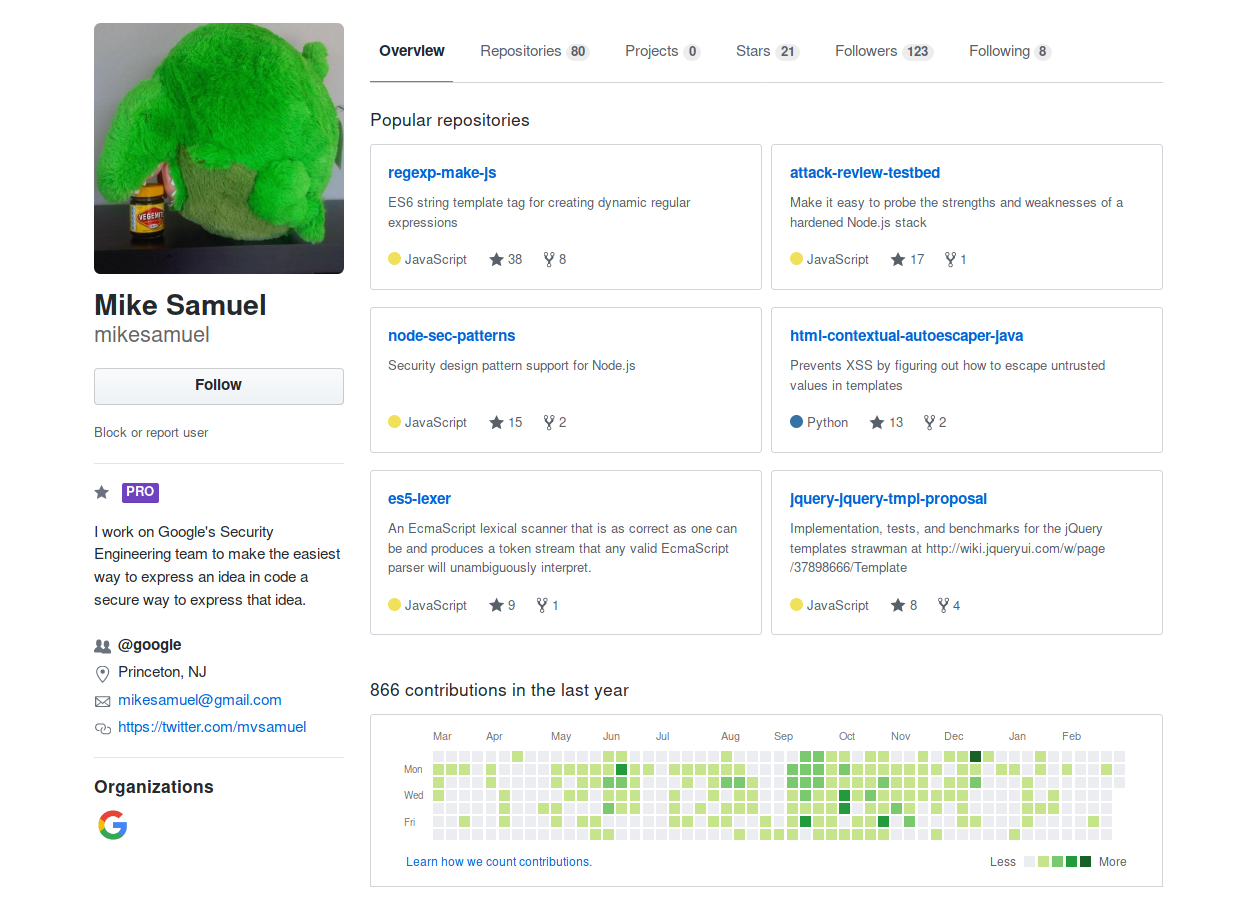 Overview Repositories 80 Projects 0 Stars 21 Followers 123 Following 8
VEGEMITE
Mike Samuel
mikesamuel
Follow
Block or report user
PRO
I work on Google's Security
Engineering team to make the easiest
way to express an idea in code a
secure way to express that idea.
@google
Princeton, NJ
mikesamuel@gmail.com
https://twitter.com/mvsamuel
Organizations
Popular repositories
regexp-make-js
ES6 string template tag for creating dynamic regular
expressions
JavaScript 38 8
attack-review-testbed
Make it easy to probe the strengths and weaknesses of a
hardened Node.js stack
JavaScript 17 1
node-sec-patterns
Security design pattern support for Node.js
JavaScript 15 2
html-contextual-autoescaper-java
Prevents XSS by figuring out how to escape untrusted
values in templates
Python 13 2
es5-lexer
An EcmaScript lexical scanner that is as correct as one can
be and produces a token stream that any valid EcmaScript
parser will unambiguously interpret.
JavaScript 9 1
jquery-jquery-tmpl-proposal
Implementation, tests, and benchmarks for the jQuery
templates strawman at http://wiki.jqueryui.com/w/page
/37898666/Template
JavaScript 8 4
866 contributions in the last year
Mar Apr May Jun Jul Aug Sep Oct Nov Dec Jan Feb
Mon
Wed
Fri
Learn how we count contributions.
Less More